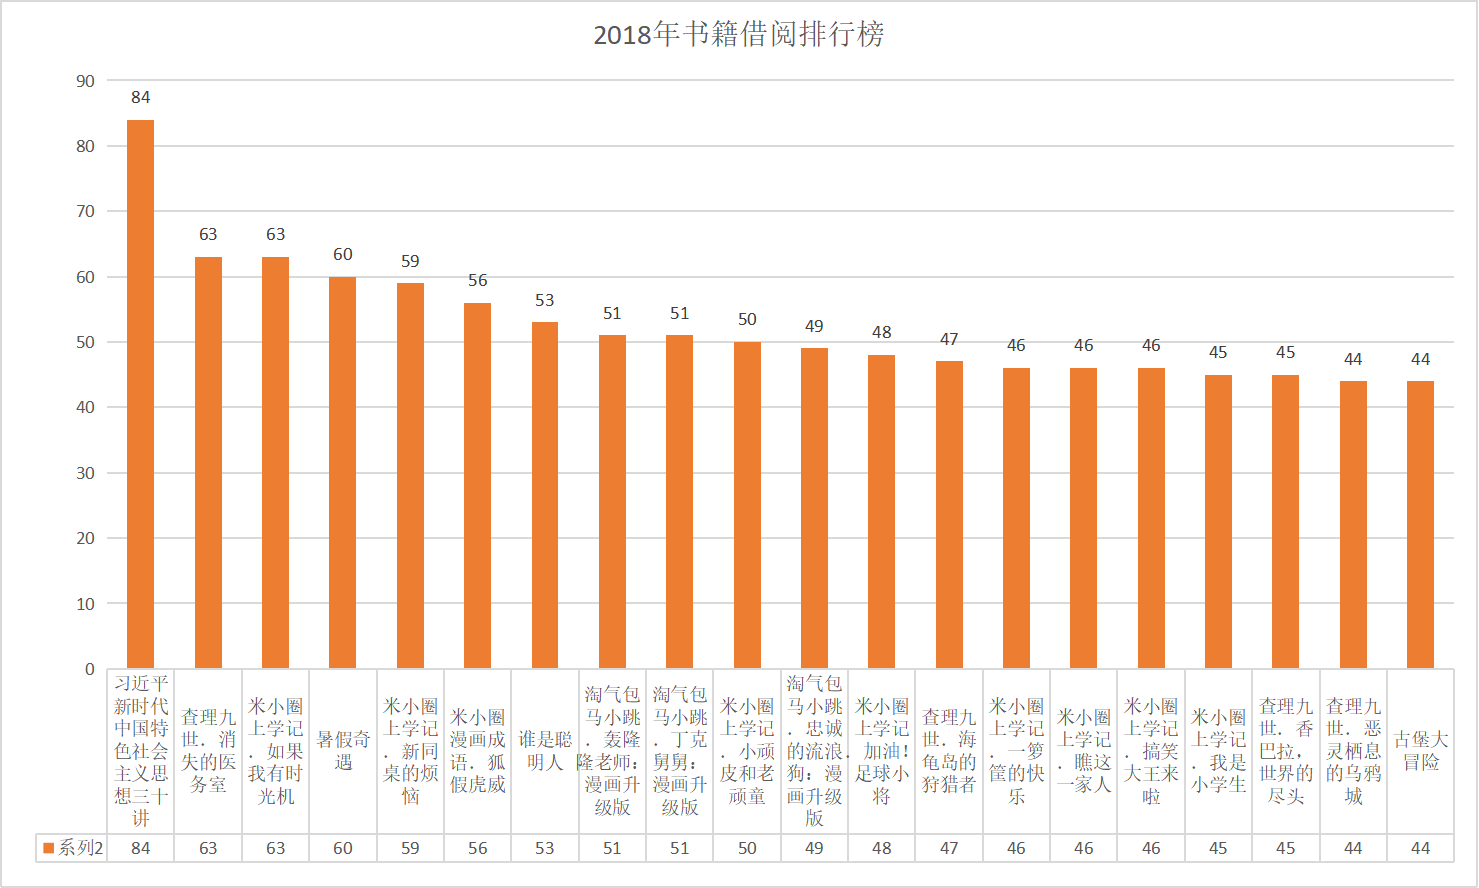 2018年书籍借阅排行榜
90
80
70
60
50
40
30
20
10
0
84
63
63
60
59
56
53
51
51
50
49
48
47
46
46
46
45
45
44
44
习近平
新时代
中国特
色社会
主义思
想三十
讲
查理九
世．消
失的医
务室
米小圈
上学记
．如果
我有时
光机
暑假奇
遇
米小圈
上学记
．新同
桌的烦
恼
米小圈
漫画成
语．狐
假虎威
谁是聪
明人
淘气包
马小跳
．轰隆
隆老师：
漫画升
级版
淘气包
马小跳
．丁克
舅舅：
漫画升
级版
米小圈
上学记
．小顽
皮和老
顽童
淘气包
马小跳
．忠诚
的流浪
狗：漫
画升级
版
米小圈
上学记
．加油！
足球小
将
查理九
世．海
龟岛的
狩猎者
米小圈
上学记
．一箩
筐的快
乐
米小圈
上学记
．瞧这
一家人
米小圈
上学记
．搞笑
大王来
啦
米小圈
上学记
．我是
小学生
查理九
世．香
巴拉，
世界的
尽头
查理九
世．恶
灵栖息
的乌鸦
城
古堡大
冒险
系列2 84 63 63 60 59 56 53 51 51 50 49 48 47 46 46 46 45 45 44 44